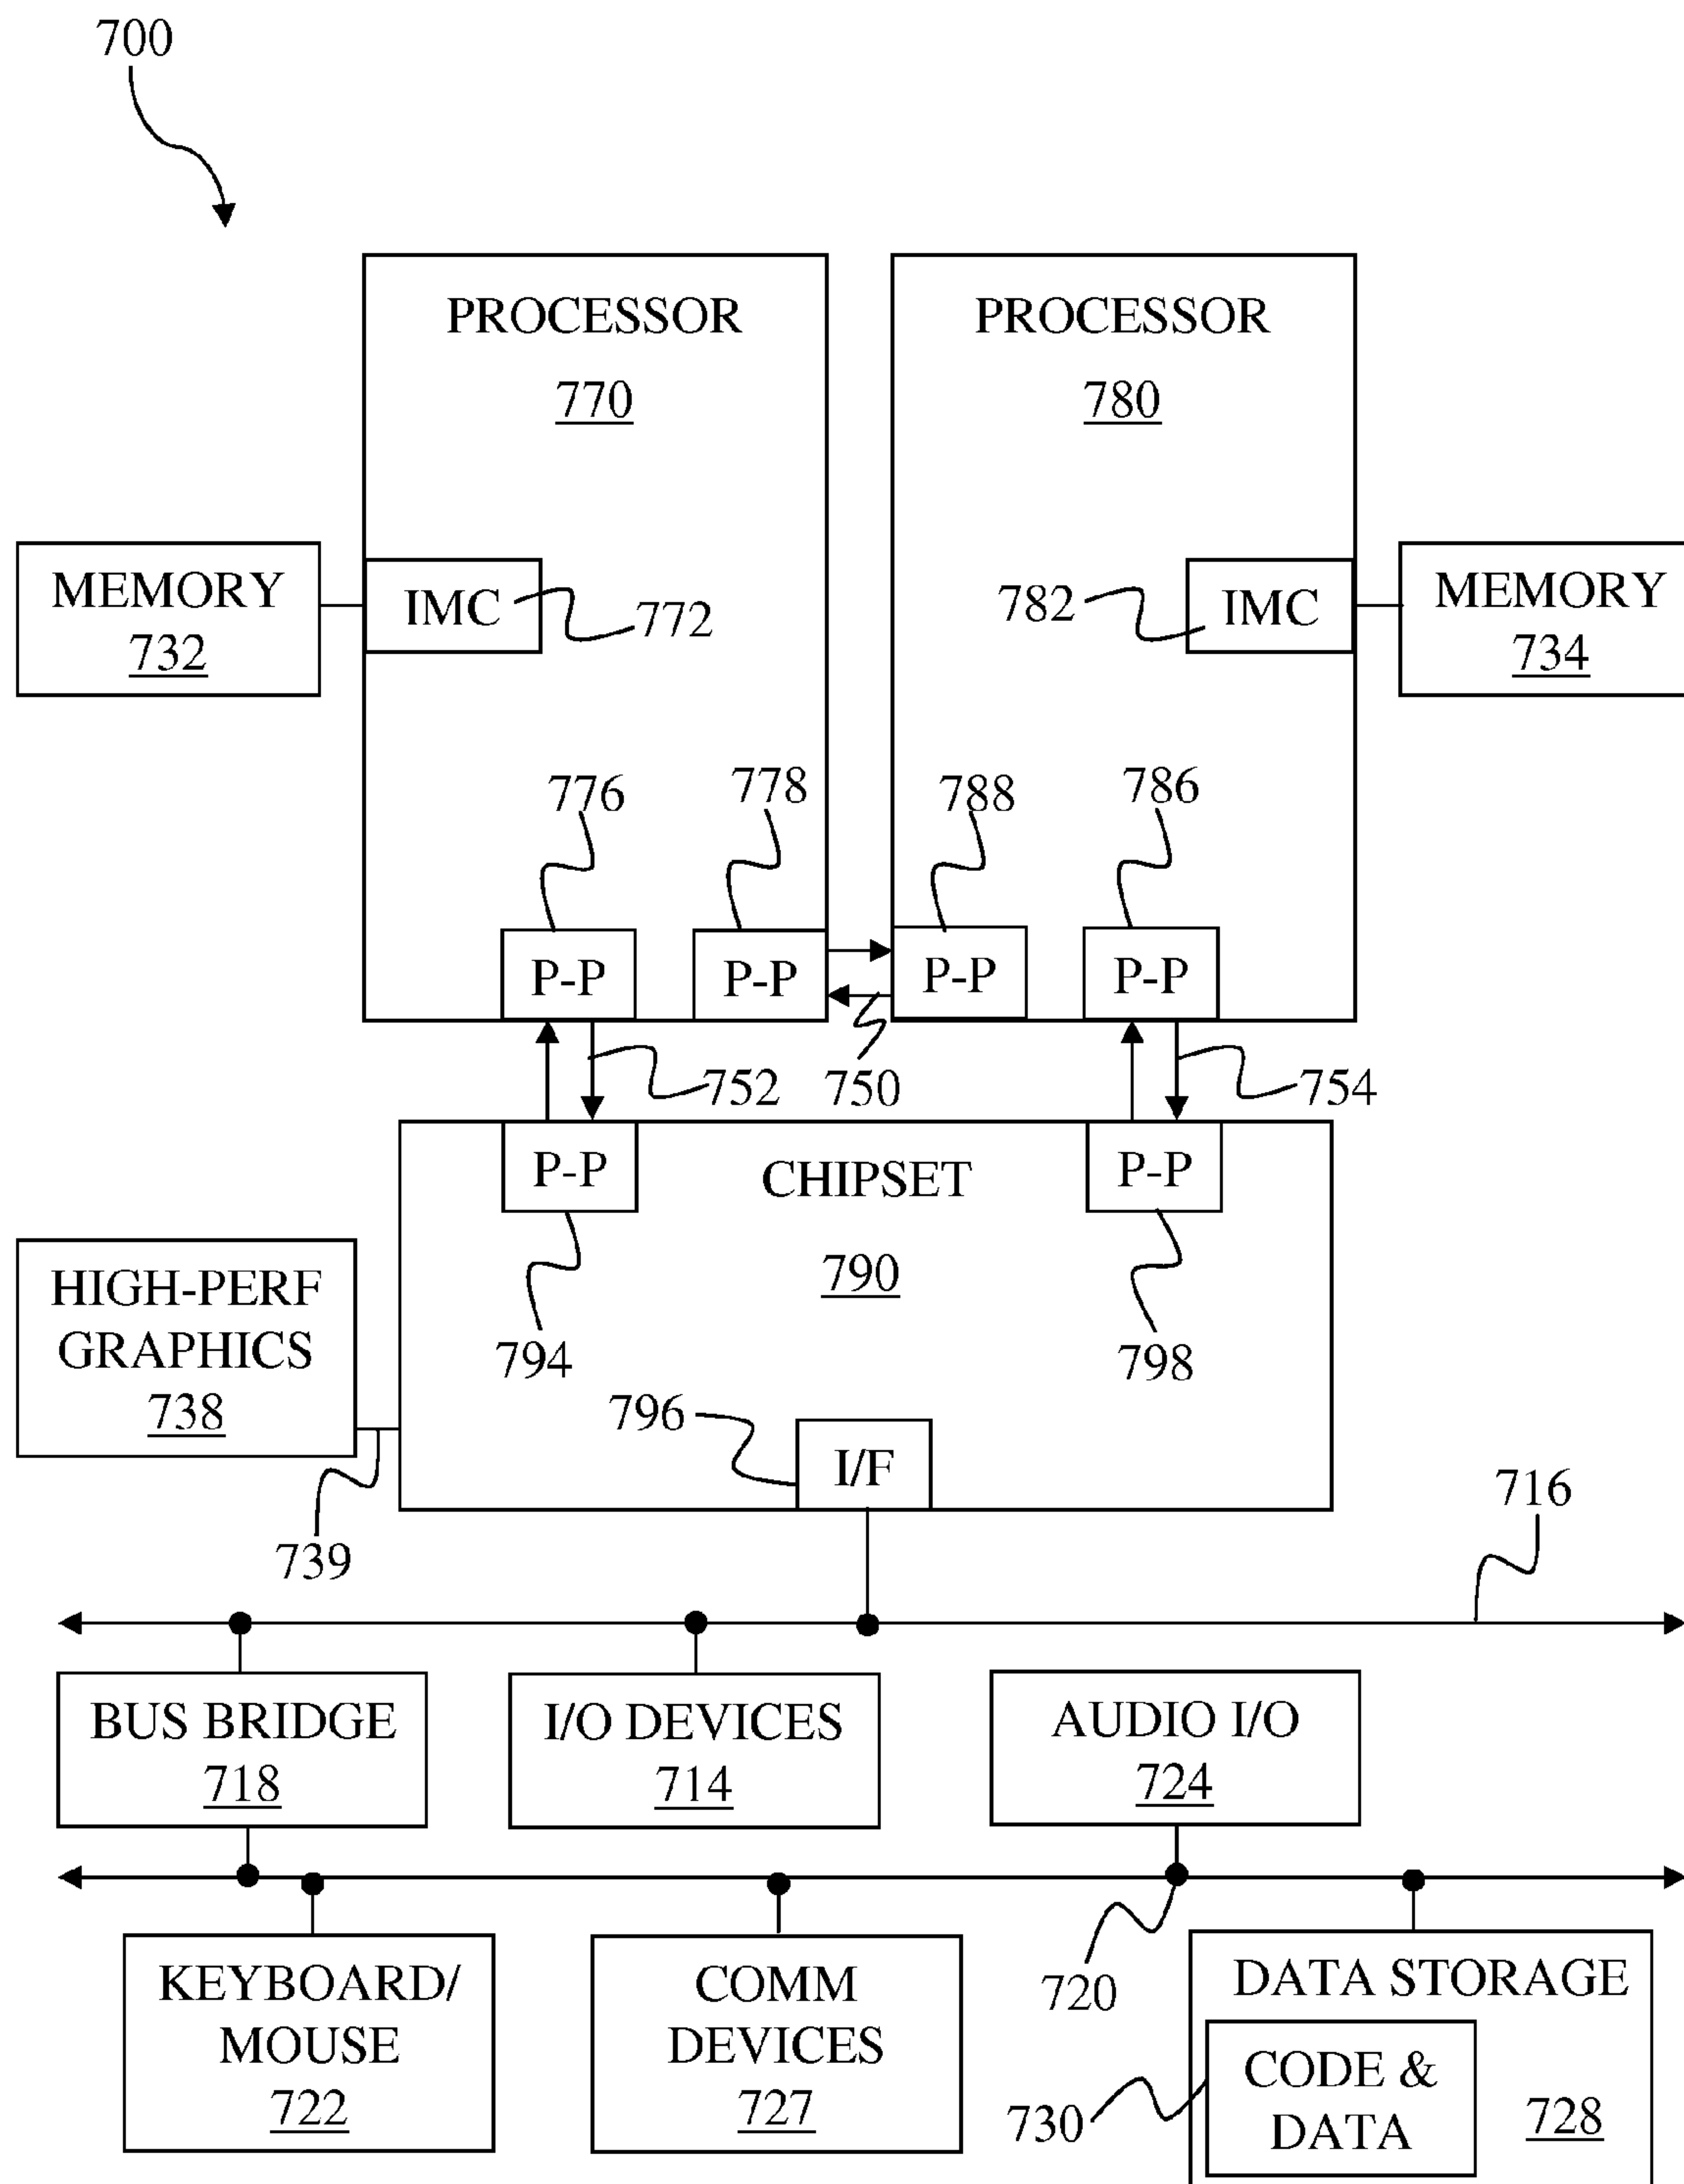 700
PROCESSOR
770
PROCESSOR
780
MEMORY
732
IMC
772
782
IMC
MEMORY
734
776
778
788
786
P-P
P-P
P-P
P-P
752
750
754
P-P
CHIPSET
P-P
790
HIGH-PERF
GRAPHICS
738
794
798
796
I/F
739
716
BUS BRIDGE
718
I/O DEVICES
714
AUDIO I/O
724
720
KEYBOARD/
MOUSE
722
COMM
DEVICES
727
DATA STORAGE
CODE &
DATA
730
728